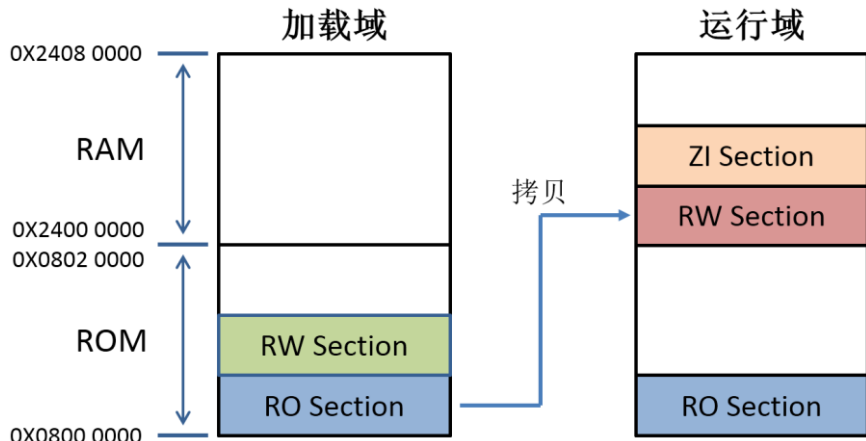 加载域
运行域
0X2408 0000
RAM
ZI Section
拷贝
RW Section
0X2400 0000
0X0802 0000
ROM
RW Section
RO Section
RO Section
0X0800 0000